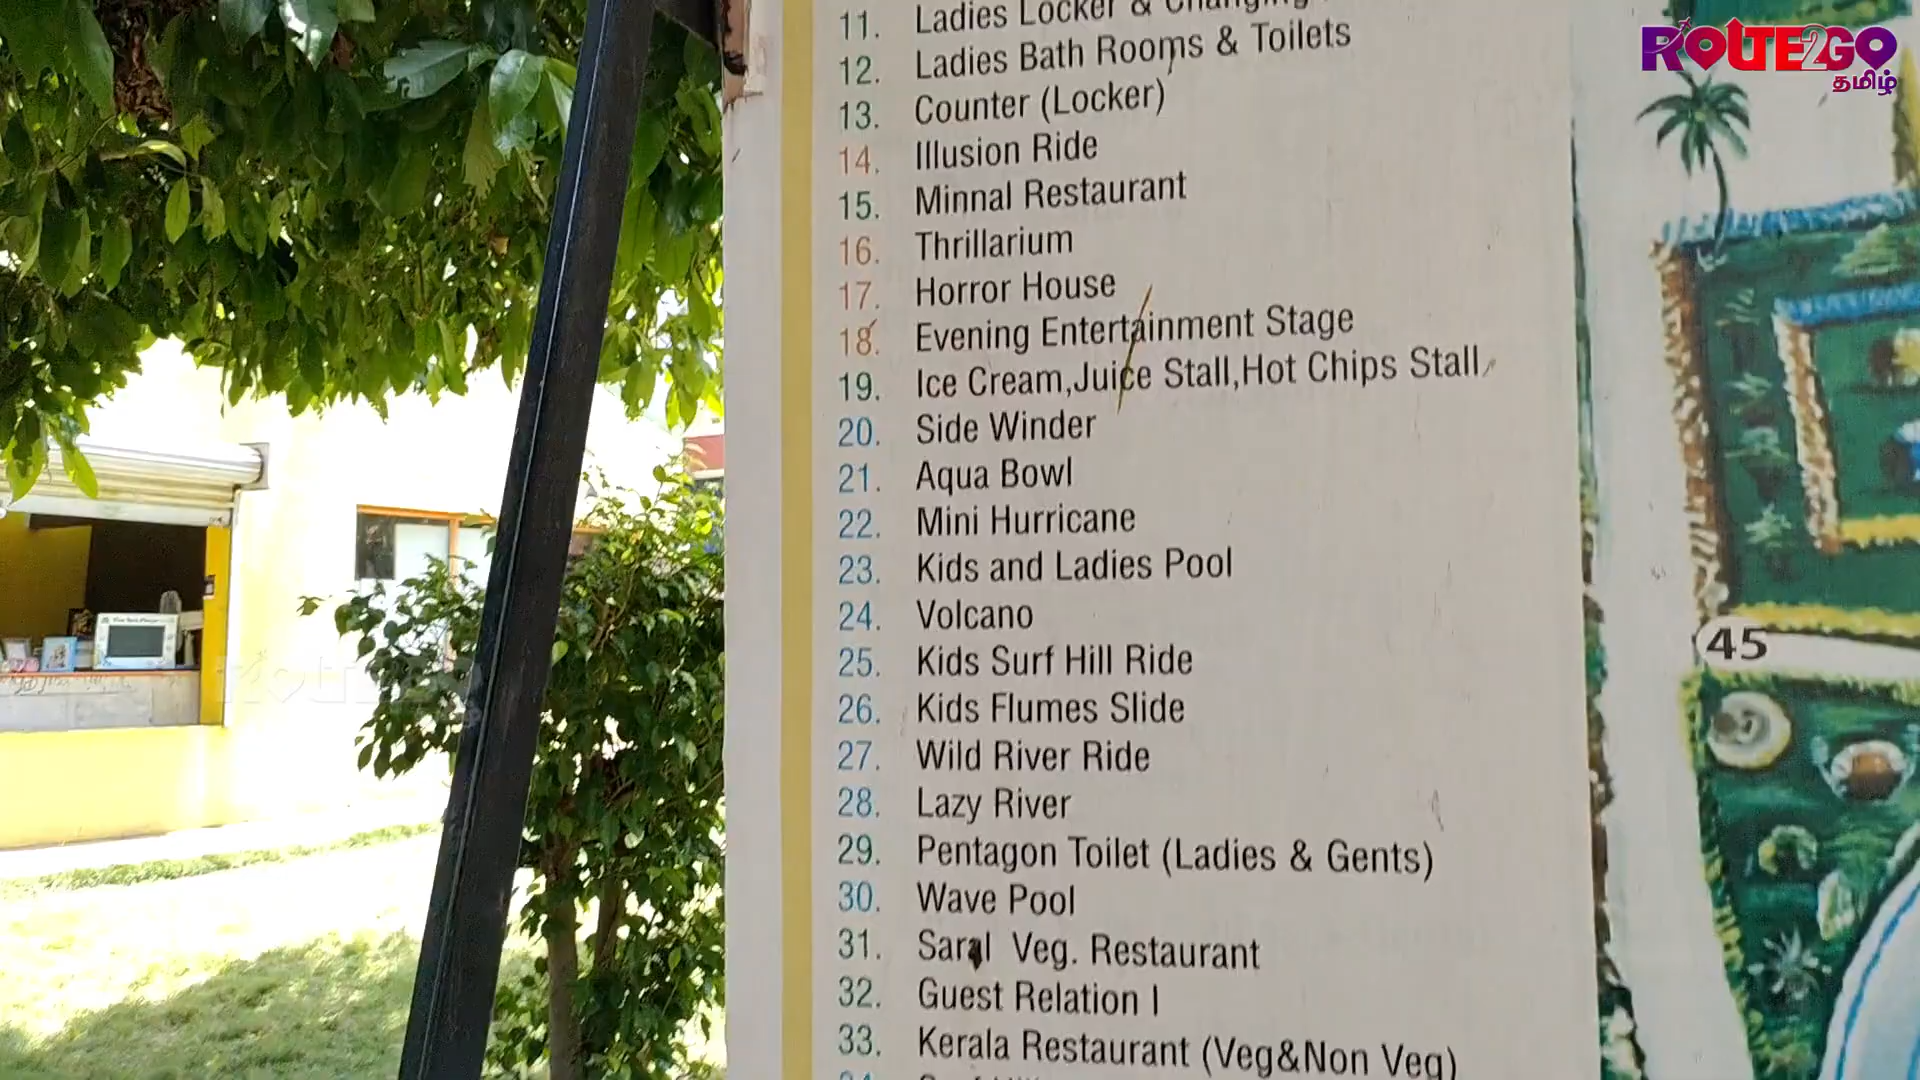 ROUTE2GO
தமிழ்
11. Ladies Locker & Changing
12. Ladies Bath Rooms & Toilets
13. Counter (Locker)
14. Illusion Ride
15. Minnal Restaurant
16. Thrillarium
17. Horror House
18. Evening Entertainment Stage
19. Ice Cream,Juice Stall,Hot Chips Stall
20. Side Winder
21. Aqua Bowl
22. Mini Hurricane
23. Kids and Ladies Pool
24. Volcano
25. Kids Surf Hill Ride
26. Kids Flumes Slide
27. Wild River Ride
28. Lazy River
29. Pentagon Toilet (Ladies & Gents)
30. Wave Pool
31. Saral Veg. Restaurant
32. Guest Relation I
33. Kerala Restaurant (Veg&Non Veg)
45